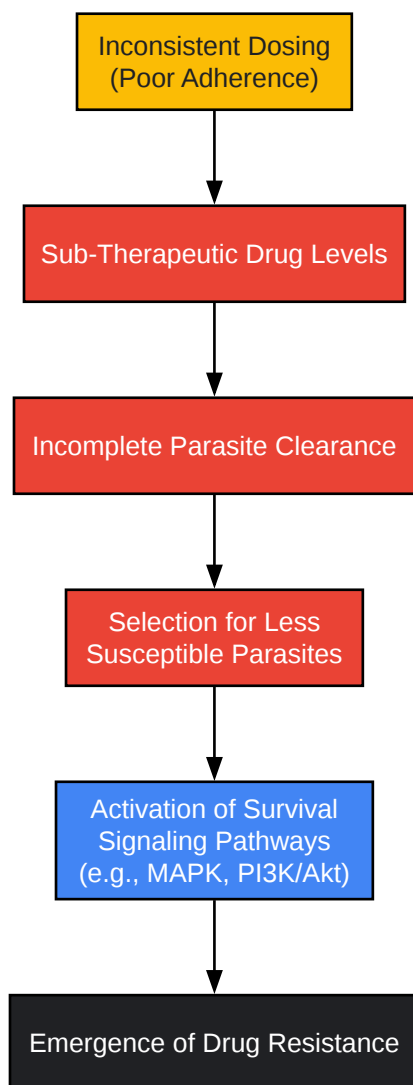 Inconsistent Dosing
(Poor Adherence)
Sub-Therapeutic Drug Levels
Incomplete Parasite Clearance
Selection for Less
Susceptible Parasites
Activation of Survival
Signaling Pathways
(e.g., MAPK, PI3K/Akt)
Emergence of Drug Resistance